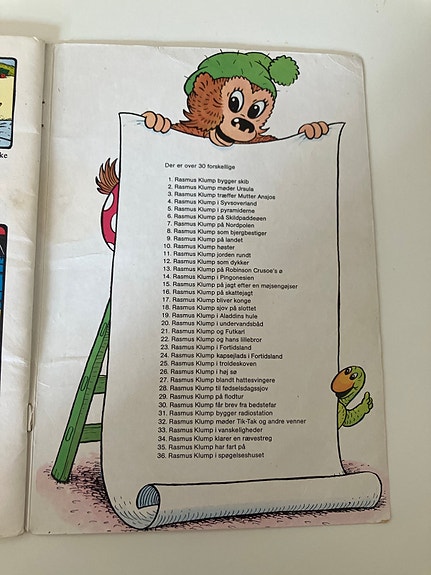 ke
Der er over 30 forskellige
1. Rasmus Klump bygger skib
2. Rasmus Klump møder Ursula
3. Rasmus Klump træffer Mutter Ansjos
4. Rasmus Klump i Syvsoverland
5. Rasmus Klump i pyramiderne
6. Rasmus Klump på Skildpaddeøen
7. Rasmus Klump på Nordpolen
8. Rasmus Klump som bjergbestiger
9. Rasmus Klump på landet
10. Rasmus Klump høster
11. Rasmus Klump jorden rundt
12. Rasmus Klump som dykker
13. Rasmus Klump på Robinson Crusoe's ø
14. Rasmus Klump i Pingonesien
15. Rasmus Klump på jagt efter en møjsengøjser
16. Rasmus Klump på skattejagt
17. Rasmus Klump bliver konge
18. Rasmus Klump sjov på slottet
19. Rasmus Klump i Aladdins hule
20. Rasmus Klump i undervandsbåd
21. Rasmus Klump og Futkarl
22. Rasmus Klump og hans lillebror
23. Rasmus Klump i Fortidsland
24. Rasmus Klump kapsejlads i Fortidsland
25. Rasmus Klump i troldeskoven
26. Rasmus Klump i høj sø
27. Rasmus Klump blandt hattesvingere
28. Rasmus Klump til fødselsdagssjov
29. Rasmus Klump på flodtur
30. Rasmus Klump får brev fra bedstefar
31. Rasmus Klump bygger radiostation
32. Rasmus Klump møder Tik-Tak og andre venner
33. Rasmus Klump i vanskeligheder
34. Rasmus Klump klarer en rævestreg
35. Rasmus Klump har fart på
36. Rasmus Klump i spøgelseshuset